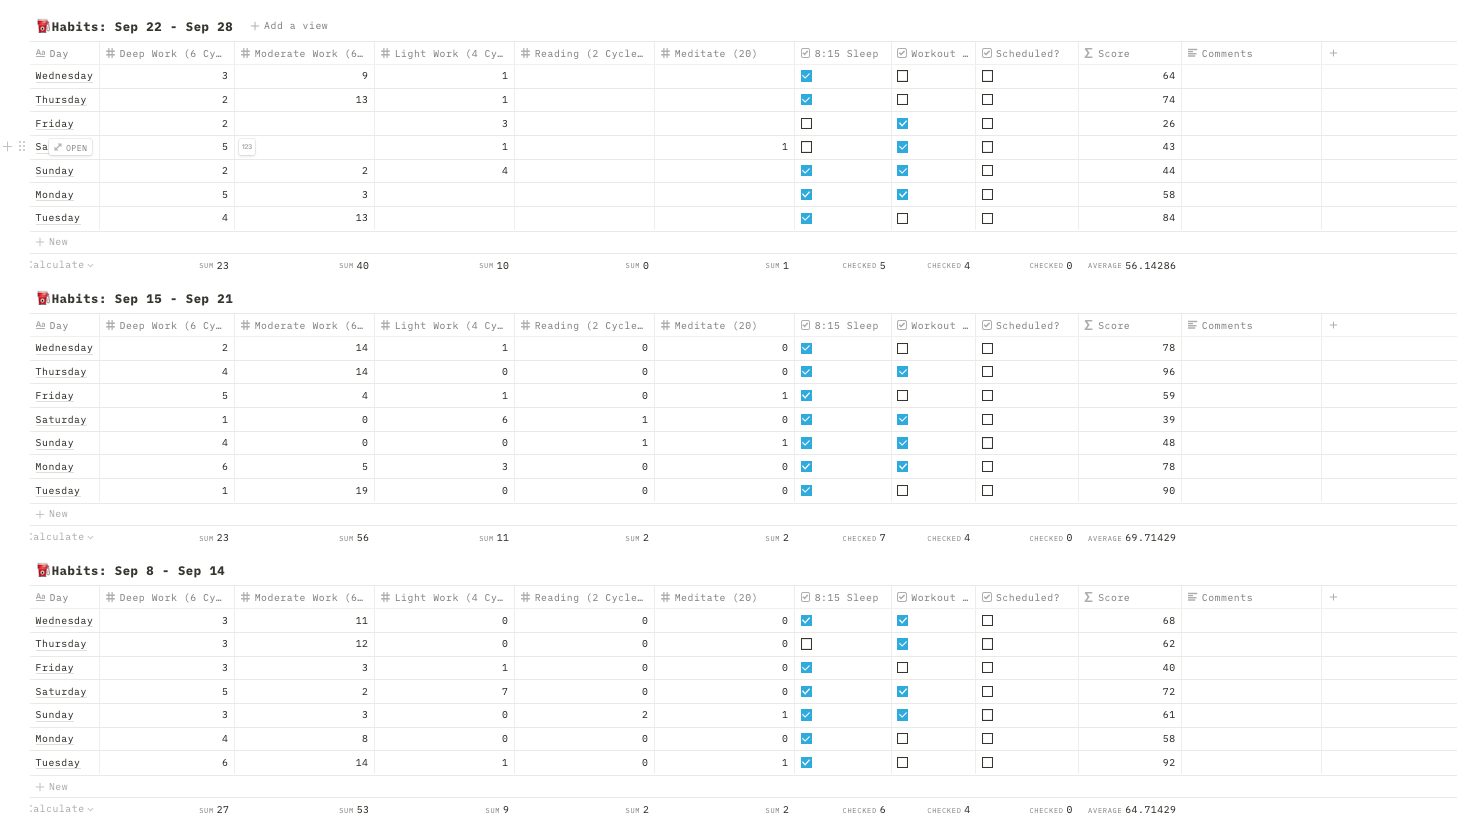 Habits: Sep 22 - Sep 28 + Add a view
Aa Day # Deep Work (6 Cy… # Moderate Work (6… # Light Work (4 Cy… # Reading (2 Cycle… # Meditate (20) 8:15 Sleep Workout … Scheduled? Σ Score Comments +
Wednesday 3 9 1 64
Thursday 2 13 1 74
Friday 2 3 26
Sa OPEN 5 123 1 1 43
Sunday 2 2 4 44
Monday 5 3 58
Tuesday 4 13 84
+ New
alculate SUM 23 SUM 40 SUM 10 SUM 0 SUM 1 CHECKED 5 CHECKED 4 CHECKED 0 AVERAGE 56.14286
Habits: Sep 15 - Sep 21
Aa Day # Deep Work (6 Cy… # Moderate Work (6… # Light Work (4 Cy… # Reading (2 Cycle… # Meditate (20) 8:15 Sleep Workout … Scheduled? Σ Score Comments +
Wednesday 2 14 1 0 0 78
Thursday 4 14 0 0 0 96
Friday 5 4 1 0 1 59
Saturday 1 0 6 1 0 39
Sunday 4 0 0 1 1 48
Monday 6 5 3 0 0 78
Tuesday 1 19 0 0 0 90
+ New
alculate SUM 23 SUM 56 SUM 11 SUM 2 SUM 2 CHECKED 7 CHECKED 4 CHECKED 0 AVERAGE 69.71429
Habits: Sep 8 - Sep 14
Aa Day # Deep Work (6 Cy… # Moderate Work (6… # Light Work (4 Cy… # Reading (2 Cycle… # Meditate (20) 8:15 Sleep Workout … Scheduled? Σ Score Comments +
Wednesday 3 11 0 0 0 68
Thursday 3 12 0 0 0 62
Friday 3 3 1 0 0 40
Saturday 5 2 7 0 0 72
Sunday 3 3 0 2 1 61
Monday 4 8 0 0 0 58
Tuesday 6 14 1 0 1 92
+ New
alculate SUM 27 SUM 53 SUM 9 SUM 2 SUM 2 CHECKED 6 CHECKED 4 CHECKED 0 AVERAGE 64.71429